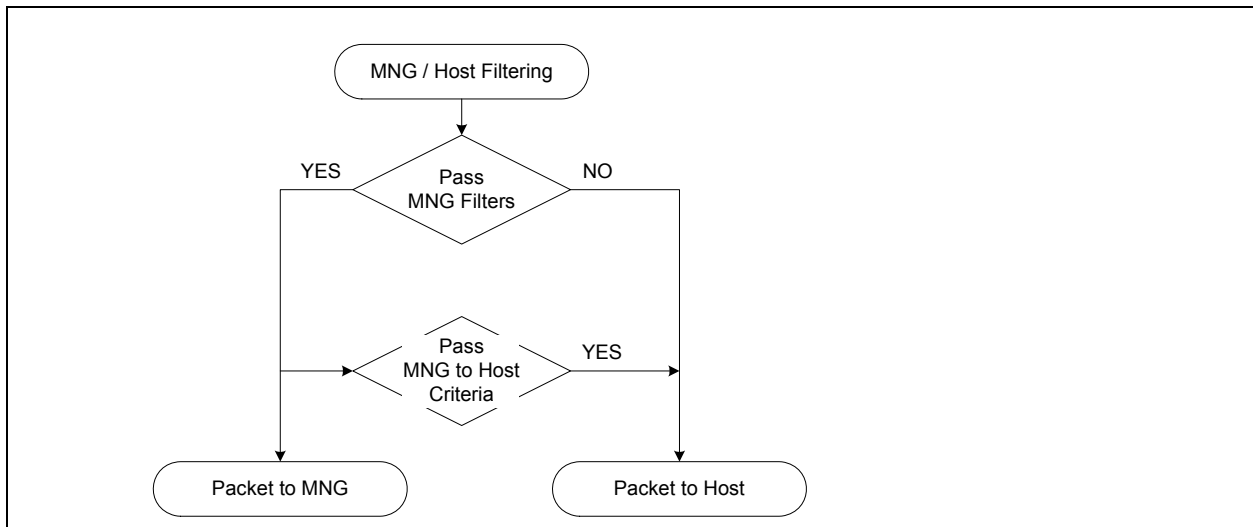 MNG / Host Filtering
YES
Pass
MNG Filters
NO
Pass
MNG to Host
Criteria
YES
Packet to MNG
Packet to Host